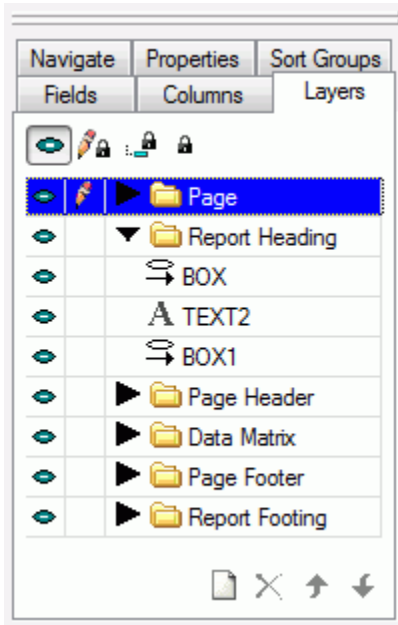 Navigate Properties Sort Groups
Fields Columns Layers
Page
Report Heading
BOX
A TEXT2
BOX1
Page Header
Data Matrix
Page Footer
Report Footing